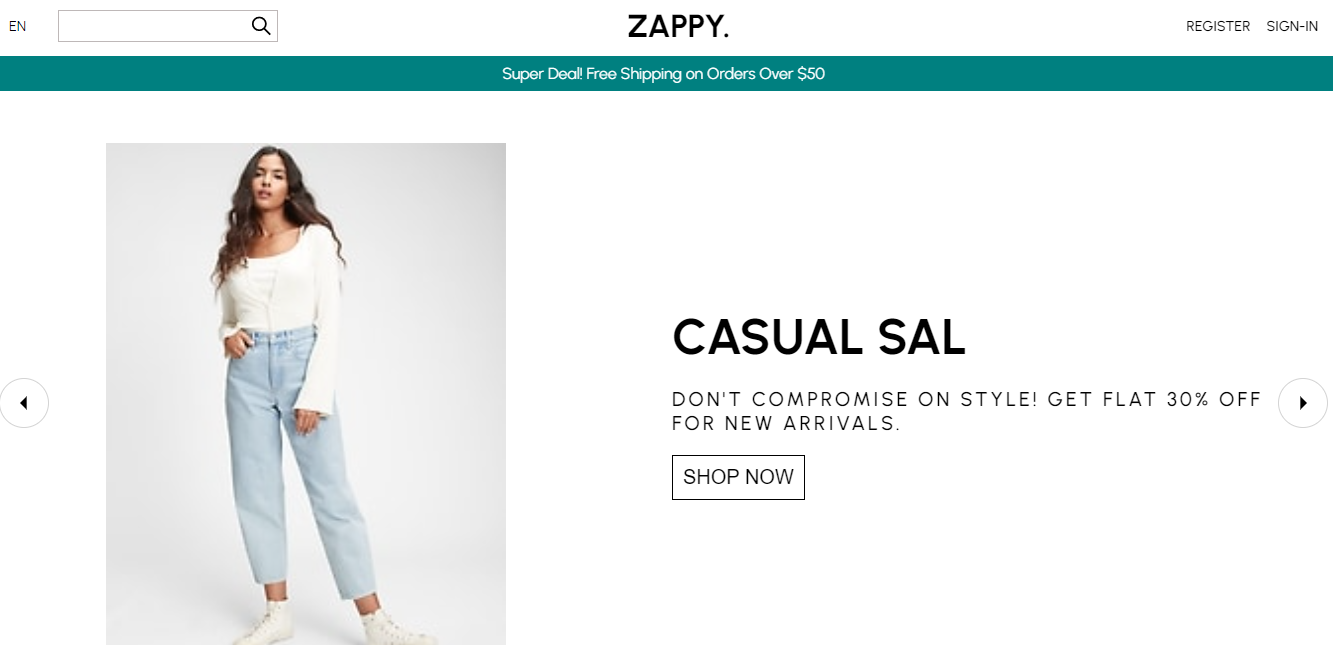 EN
ZAPPY.
REGISTER SIGN-IN
Super Deal! Free Shipping on Orders Over $50
CASUAL SAL
DON'T COMPROMISE ON STYLE! GET FLAT 30% OFF
FOR NEW ARRIVALS.
SHOP NOW